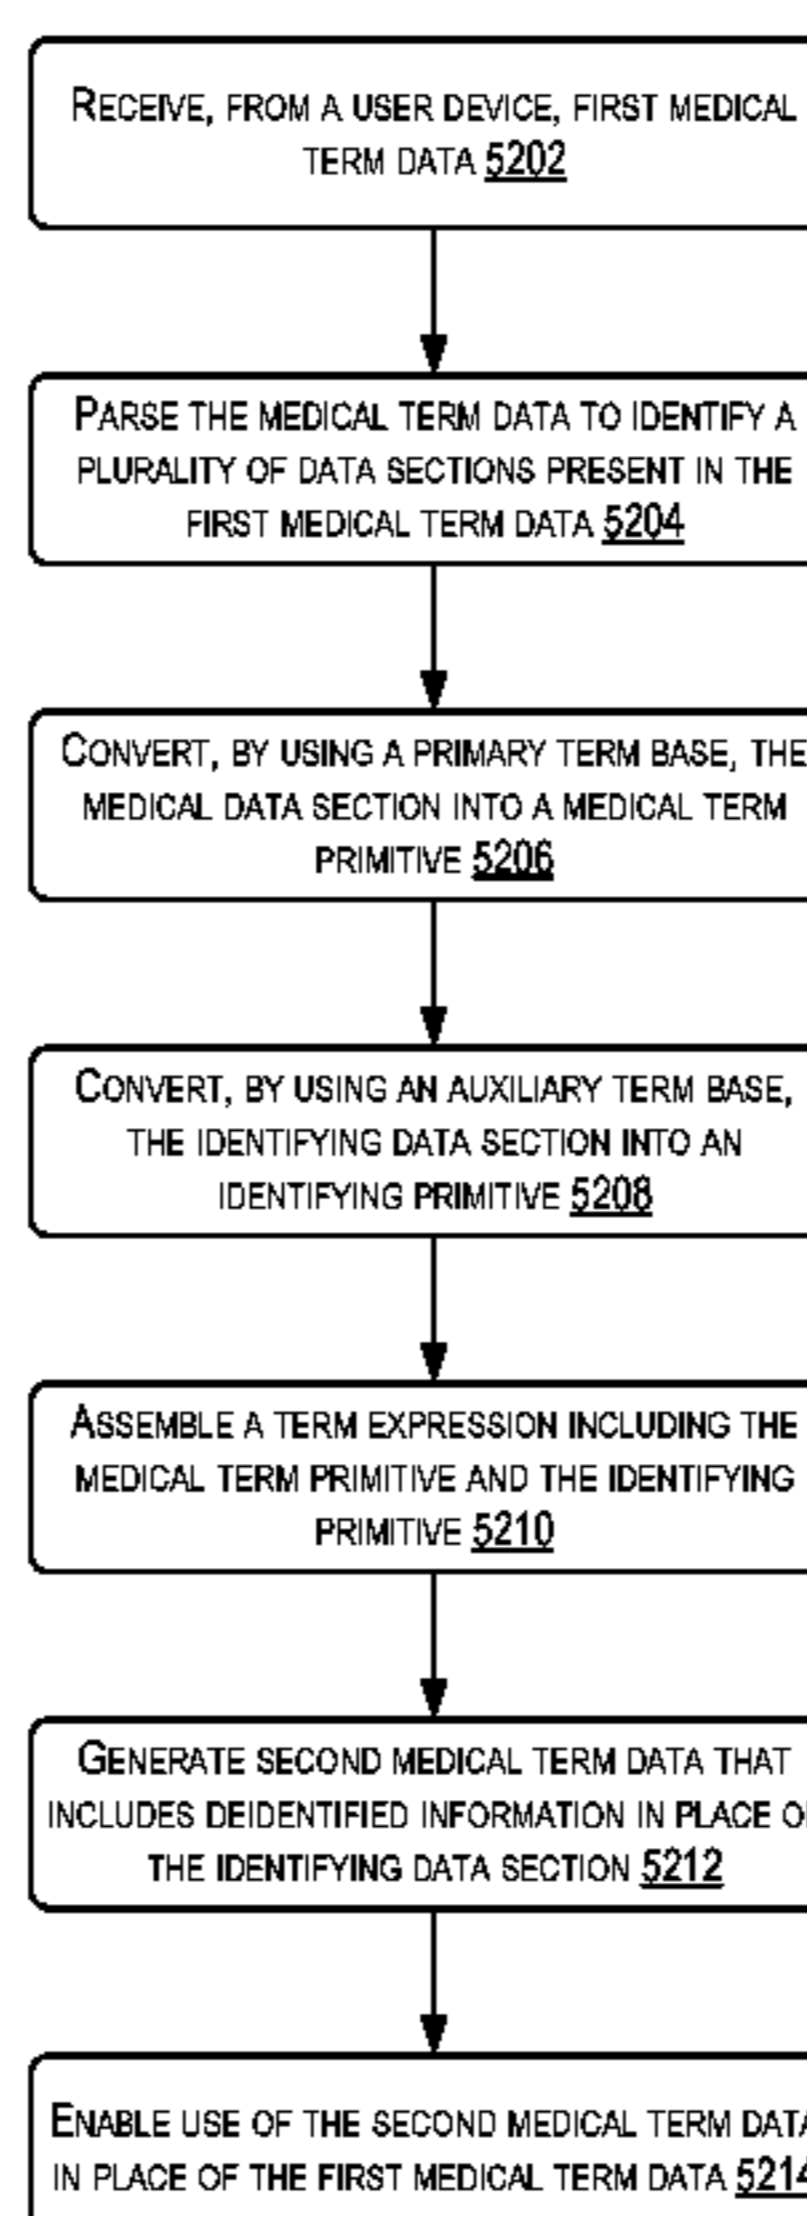 RECEIVE, FROM A USER DEVICE, FIRST MEDICAL
TERM DATA 5202
PARSE THE MEDICAL TERM DATA TO IDENTIFY A
PLURALITY OF DATA SECTIONS PRESENT IN THE
FIRST MEDICAL TERM DATA 5204
CONVERT, BY USING A PRIMARY TERM BASE, THE
MEDICAL DATA SECTION INTO A MEDICAL TERM
PRIMITIVE 5206
CONVERT, BY USING AN AUXILIARY TERM BASE,
THE IDENTIFYING DATA SECTION INTO AN
IDENTIFYING PRIMITIVE 5208
ASSEMBLE A TERM EXPRESSION INCLUDING THE
MEDICAL TERM PRIMITIVE AND THE IDENTIFYING
PRIMITIVE 5210
GENERATE SECOND MEDICAL TERM DATA THAT
INCLUDES DEIDENTIFIED INFORMATION IN PLACE OF
THE IDENTIFYING DATA SECTION 5212
ENABLE USE OF THE SECOND MEDICAL TERM DATA
IN PLACE OF THE FIRST MEDICAL TERM DATA 5214